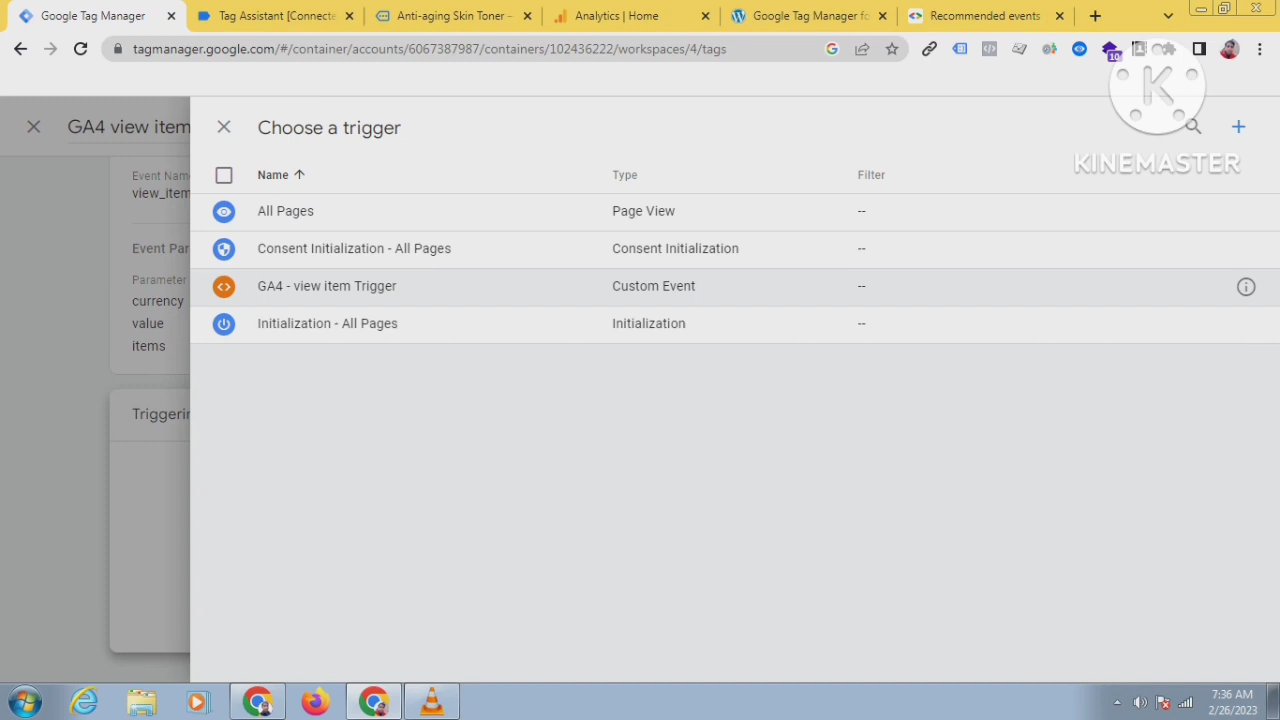 Google Tag Manager
Tag Assistant [Connecte
Anti-aging Skin Toner –
Analytics | Home
Google Tag Manager fo
Recommended events
tagmanager.google.com/#/container/accounts/6067387987/containers/102436222/workspaces/4/tags
10
K
KINEMASTER
GA4 view item
Choose a trigger
Event Name
view_item
Event Par
Parameter
currency
value
items
Triggerin
Name
Type
Filter
All Pages
Page View
--
Consent Initialization - All Pages
Consent Initialization
--
GA4 - view item Trigger
Custom Event
--
Initialization - All Pages
Initialization
--
7:36 AM
2/26/2023